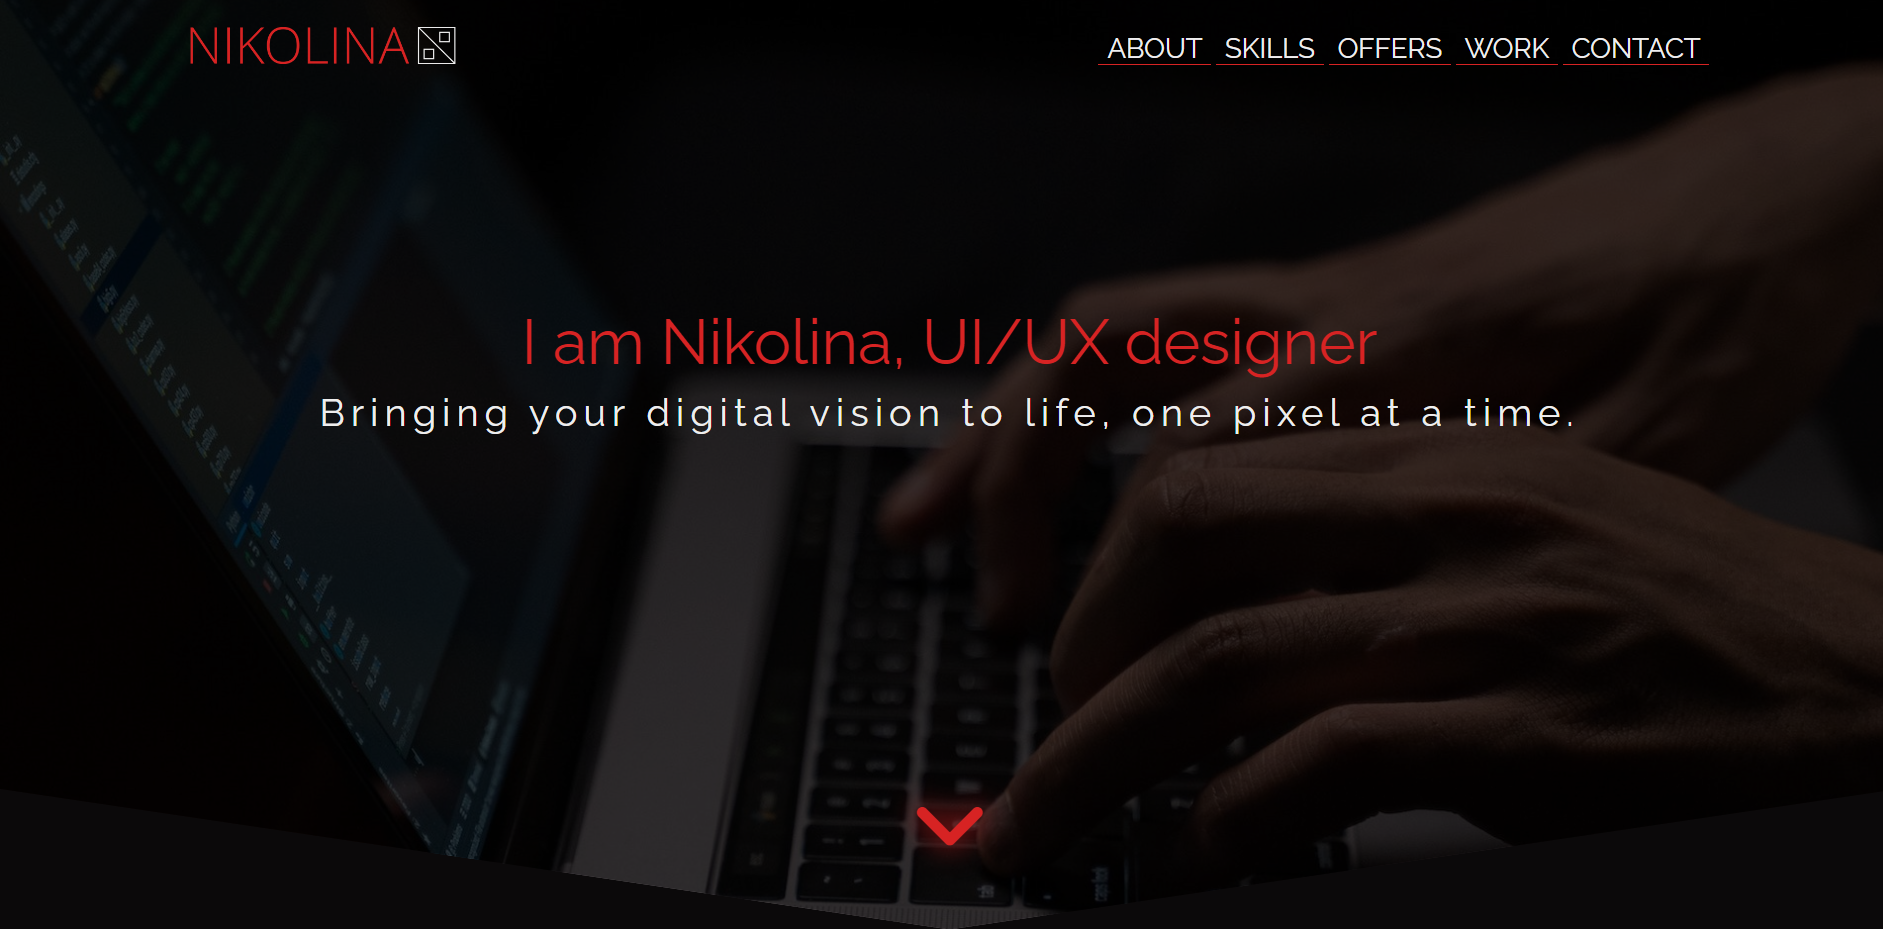 NIKOLINA
ABOUT SKILLS OFFERS WORK CONTACT
I am Nikolina, UI/UX designer
Bringing your digital vision to life, one pixel at a time.